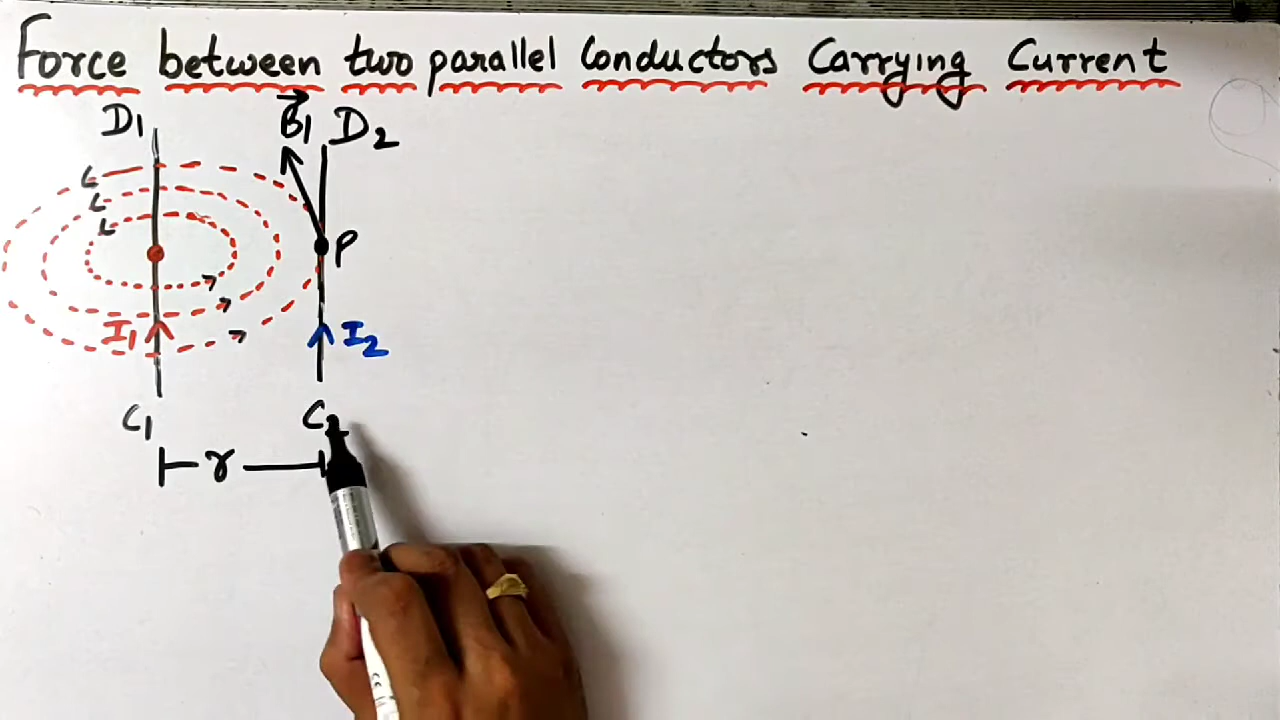 Force between two parallel Conductors Carrying Current
D1 B1 D2
P
I1 I2
C1 C2
r